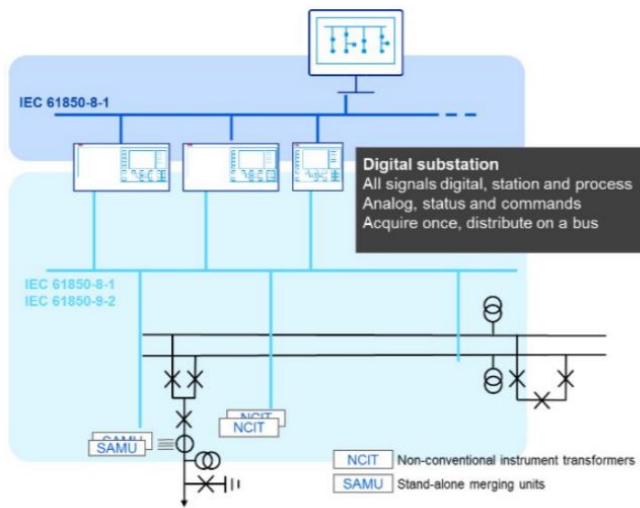 IEC 61850-8-1
Digital substation
All signals digital, station and process
Analog, status and commands
Acquire once, distribute on a bus
IEC 61850-8-1
IEC 61850-9-2
NCIT
NCIT
SAMU
SAMU
NCIT Non-conventional instrument transformers
SAMU Stand-alone merging units